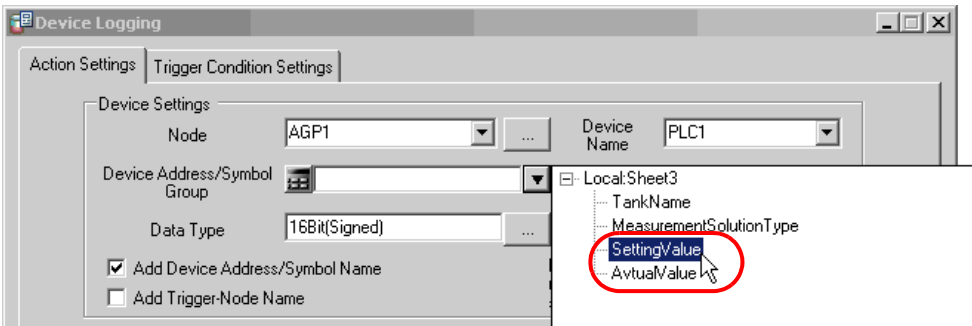 Device Logging
Action Settings Trigger Condition Settings
Device Settings
Node AGP1 ... Device Name PLC1
Device Address/Symbol Group
Data Type 16Bit(Signed) ...
Add Device Address/Symbol Name
Add Trigger-Node Name
Local:Sheet3
TankName
MeasurementSolutionType
SettingValue
AvtualValue